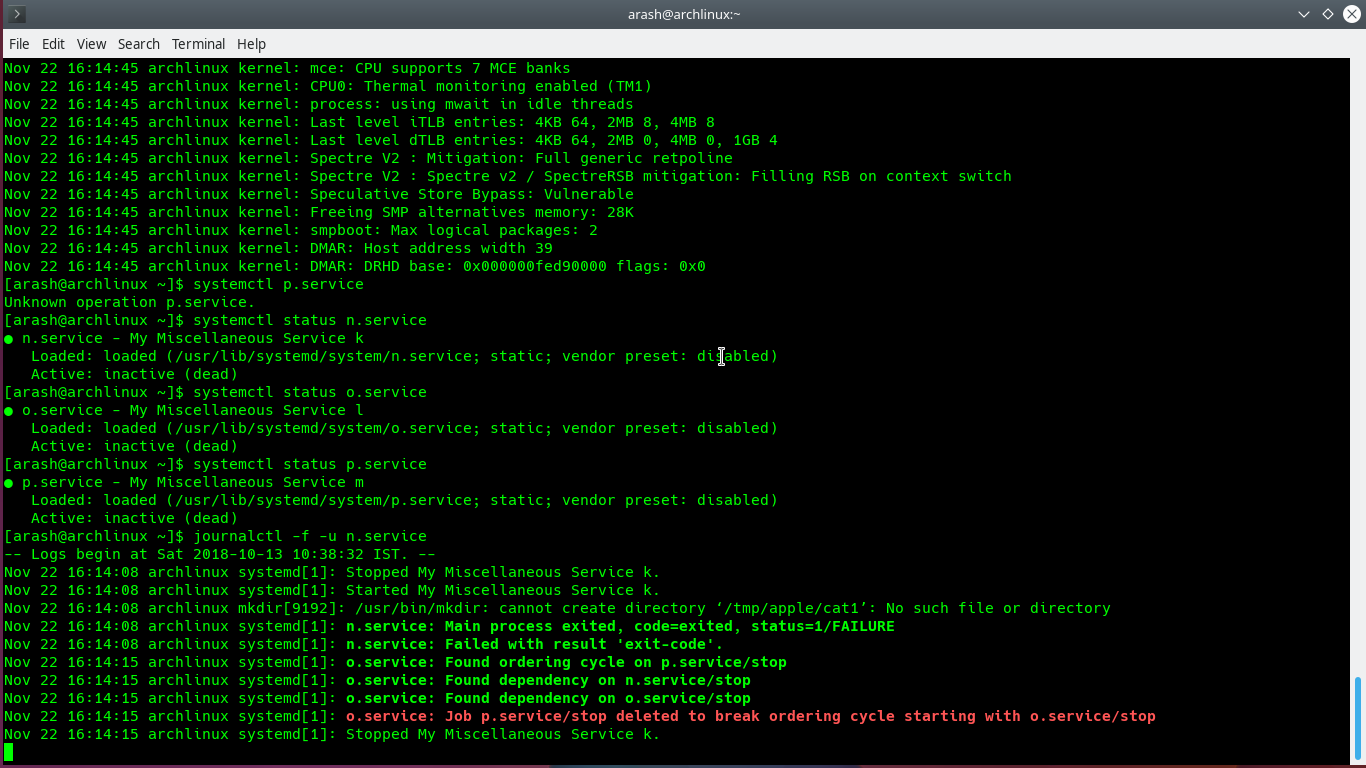 arash@archlinux:~
File Edit View Search Terminal Help
Nov 22 16:14:45 archlinux kernel: mce: CPU supports 7 MCE banks
Nov 22 16:14:45 archlinux kernel: CPU0: Thermal monitoring enabled (TM1)
Nov 22 16:14:45 archlinux kernel: process: using mwait in idle threads
Nov 22 16:14:45 archlinux kernel: Last level iTLB entries: 4KB 64, 2MB 8, 4MB 8
Nov 22 16:14:45 archlinux kernel: Last level dTLB entries: 4KB 64, 2MB 0, 4MB 0, 1GB 4
Nov 22 16:14:45 archlinux kernel: Spectre V2 : Mitigation: Full generic retpoline
Nov 22 16:14:45 archlinux kernel: Spectre V2 : Spectre v2 / SpectreRSB mitigation: Filling RSB on context switch
Nov 22 16:14:45 archlinux kernel: Speculative Store Bypass: Vulnerable
Nov 22 16:14:45 archlinux kernel: Freeing SMP alternatives memory: 28K
Nov 22 16:14:45 archlinux kernel: smpboot: Max logical packages: 2
Nov 22 16:14:45 archlinux kernel: DMAR: Host address width 39
Nov 22 16:14:45 archlinux kernel: DMAR: DRHD base: 0x000000fed90000 flags: 0x0
[arash@archlinux ~]$ systemctl p.service
Unknown operation p.service.
[arash@archlinux ~]$ systemctl status n.service
● n.service - My Miscellaneous Service k
   Loaded: loaded (/usr/lib/systemd/system/n.service; static; vendor preset: disabled)
   Active: inactive (dead)
[arash@archlinux ~]$ systemctl status o.service
● o.service - My Miscellaneous Service l
   Loaded: loaded (/usr/lib/systemd/system/o.service; static; vendor preset: disabled)
   Active: inactive (dead)
[arash@archlinux ~]$ systemctl status p.service
● p.service - My Miscellaneous Service m
   Loaded: loaded (/usr/lib/systemd/system/p.service; static; vendor preset: disabled)
   Active: inactive (dead)
[arash@archlinux ~]$ journalctl -f -u n.service
-- Logs begin at Sat 2018-10-13 10:38:32 IST. --
Nov 22 16:14:08 archlinux systemd[1]: Stopped My Miscellaneous Service k.
Nov 22 16:14:08 archlinux systemd[1]: Started My Miscellaneous Service k.
Nov 22 16:14:08 archlinux mkdir[9192]: /usr/bin/mkdir: cannot create directory ‘/tmp/apple/cat1’: No such file or directory
Nov 22 16:14:08 archlinux systemd[1]: n.service: Main process exited, code=exited, status=1/FAILURE
Nov 22 16:14:08 archlinux systemd[1]: n.service: Failed with result 'exit-code'.
Nov 22 16:14:15 archlinux systemd[1]: o.service: Found ordering cycle on p.service/stop
Nov 22 16:14:15 archlinux systemd[1]: o.service: Found dependency on n.service/stop
Nov 22 16:14:15 archlinux systemd[1]: o.service: Found dependency on o.service/stop
Nov 22 16:14:15 archlinux systemd[1]: o.service: Job p.service/stop deleted to break ordering cycle starting with o.service/stop
Nov 22 16:14:15 archlinux systemd[1]: Stopped My Miscellaneous Service k.